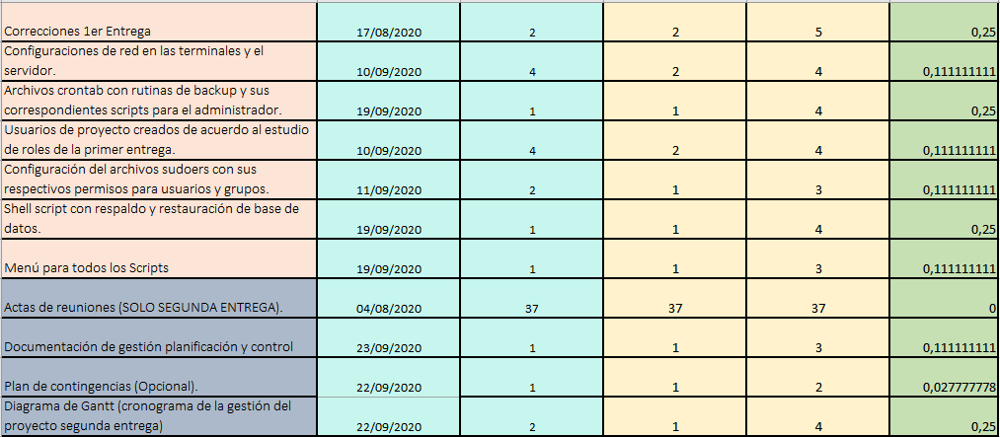 Correcciones 1er Entrega 17/08/2020 2 2 5 0,25
Configuraciones de red en las terminales y el
servidor. 10/09/2020 4 2 4 0,111111111
Archivos crontab con rutinas de backup y sus
correspondientes scripts para el administrador. 19/09/2020 1 1 4 0,25
Usuarios de proyecto creados de acuerdo al estudio
de roles de la primer entrega. 10/09/2020 4 2 4 0,111111111
Configuración del archivos sudoers con sus
respectivos permisos para usuarios y grupos. 11/09/2020 2 1 3 0,111111111
Shell script con respaldo y restauración de base de
datos. 19/09/2020 1 1 4 0,25
Menú para todos los Scripts 19/09/2020 1 1 3 0,111111111
Actas de reuniones (SOLO SEGUNDA ENTREGA). 04/08/2020 37 37 37 0
Documentación de gestión planificación y control 23/09/2020 1 1 3 0,111111111
Plan de contingencias (Opcional). 22/09/2020 1 1 2 0,027777778
Diagrama de Gantt (cronograma de la gestión del
proyecto segunda entrega) 22/09/2020 2 1 4 0,25